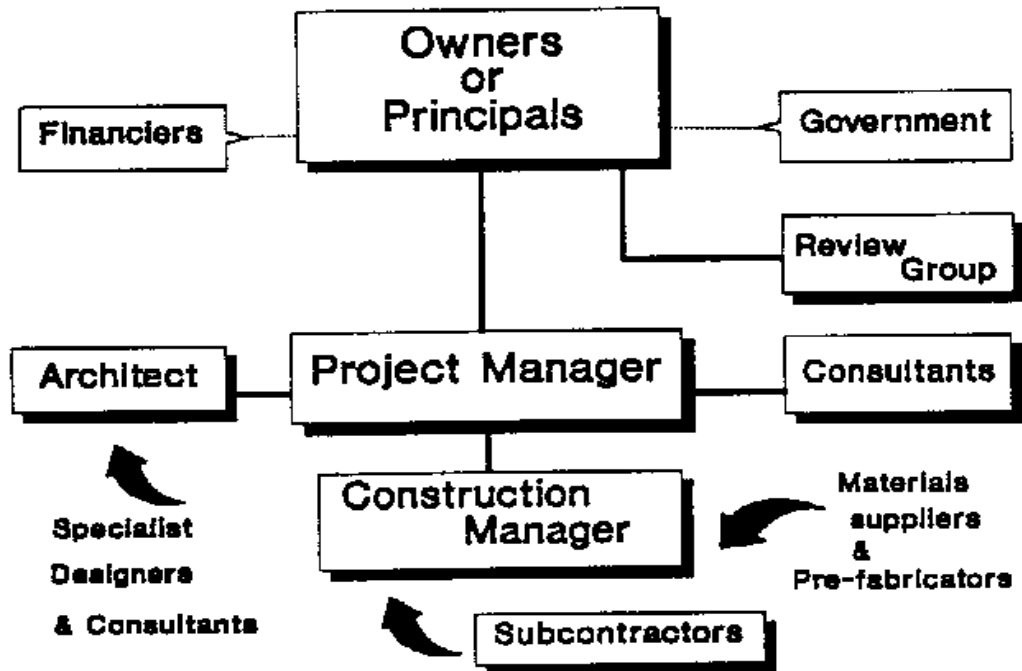 Owners
or
Principals
Financiers
Government
Review
Group
Architect
Project Manager
Consultants
Construction
Manager
Specialist
Designers
& Consultants
Materials
suppliers
&
Pre-fabricators
Subcontractors